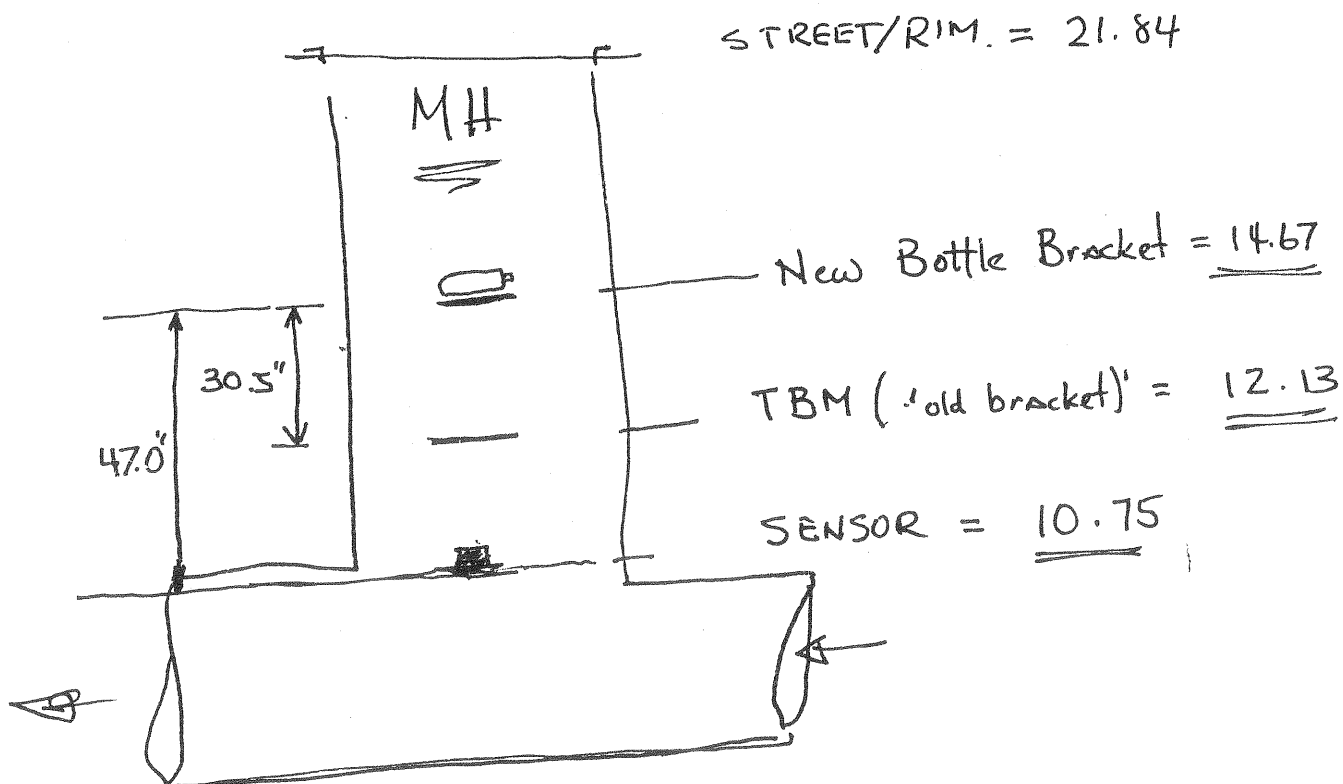 STREET/RIM. = 21.84
MH
New Bottle Bracket = 14.67
30.5"
TBM ('old bracket)' = 12.13
47.0"
SENSOR = 10.75